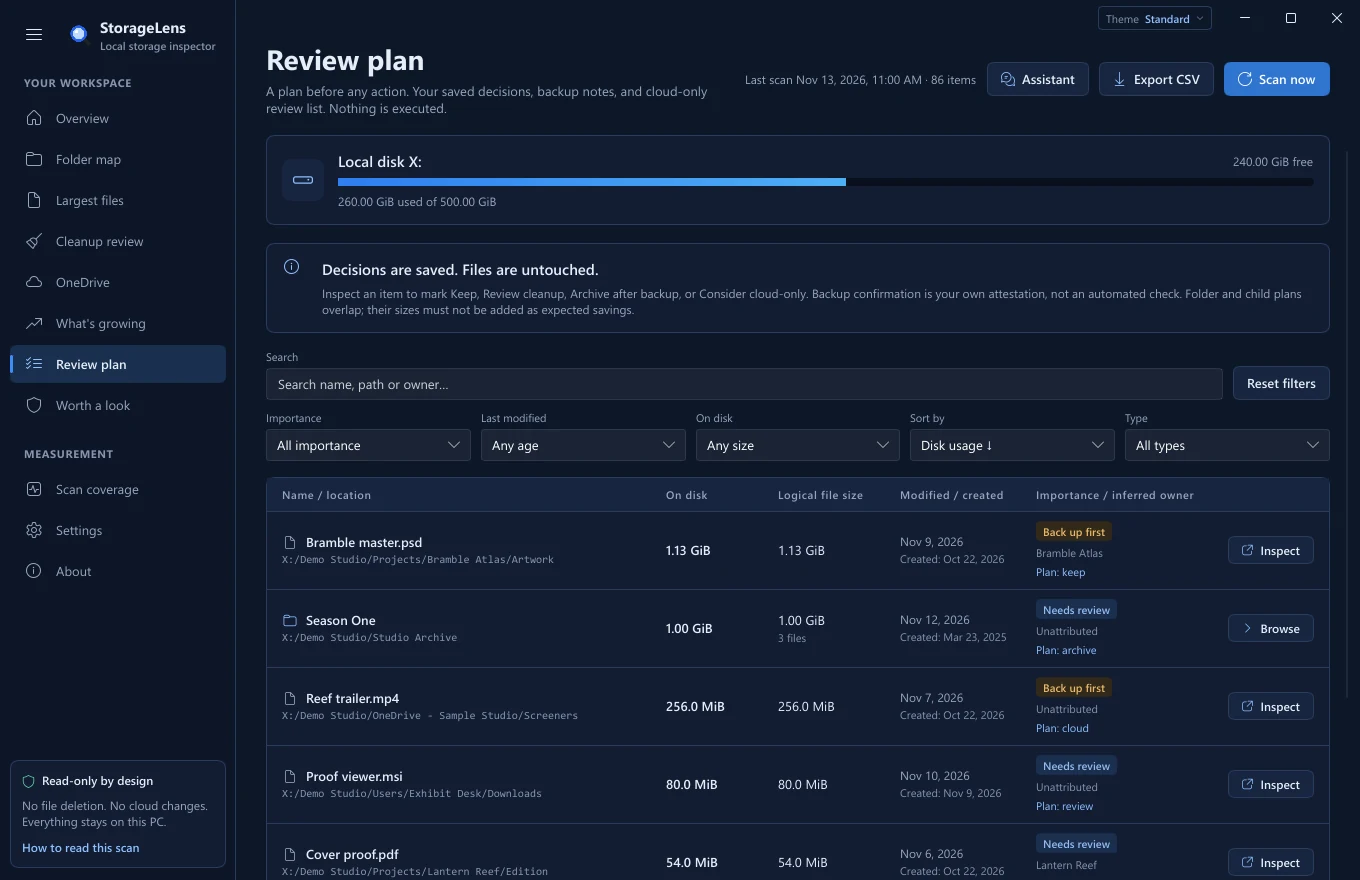 StorageLens
Local storage inspector
YOUR WORKSPACE
Overview
Folder map
Largest files
Cleanup review
OneDrive
What's growing
Review plan
Worth a look
MEASUREMENT
Scan coverage
Settings
About
Read-only by design
No file deletion. No cloud changes.
Everything stays on this PC.
How to read this scan
Theme Standard
Review plan
A plan before any action. Your saved decisions, backup notes, and cloud-only
review list. Nothing is executed.
Last scan Nov 13, 2026, 11:00 AM · 86 items
Assistant
Export CSV
Scan now
Local disk X:
240.00 GiB free
260.00 GiB used of 500.00 GiB
Decisions are saved. Files are untouched.
Inspect an item to mark Keep, Review cleanup, Archive after backup, or Consider cloud-only. Backup confirmation is your own attestation, not an automated check. Folder and child plans
overlap; their sizes must not be added as expected savings.
Search
Search name, path or owner...
Reset filters
Importance
Last modified
On disk
Sort by
Type
All importance
Any age
Any size
Disk usage ↓
All types
Name / location
On disk
Logical file size
Modified / created
Importance / inferred owner
Bramble master.psd
X:/Demo Studio/Projects/Bramble Atlas/Artwork
1.13 GiB
1.13 GiB
Nov 9, 2026
Created: Oct 22, 2026
Back up first
Bramble Atlas
Plan: keep
Inspect
Season One
X:/Demo Studio/Studio Archive
1.00 GiB
1.00 GiB
3 files
Nov 12, 2026
Created: Mar 23, 2025
Needs review
Unattributed
Plan: archive
Browse
Reef trailer.mp4
X:/Demo Studio/OneDrive - Sample Studio/Screeners
256.0 MiB
256.0 MiB
Nov 7, 2026
Created: Oct 22, 2026
Back up first
Unattributed
Plan: cloud
Inspect
Proof viewer.msi
X:/Demo Studio/Users/Exhibit Desk/Downloads
80.0 MiB
80.0 MiB
Nov 10, 2026
Created: Nov 9, 2026
Needs review
Unattributed
Plan: review
Inspect
Cover proof.pdf
X:/Demo Studio/Projects/Lantern Reef/Edition
54.0 MiB
54.0 MiB
Nov 6, 2026
Created: Oct 22, 2026
Needs review
Lantern Reef
Inspect